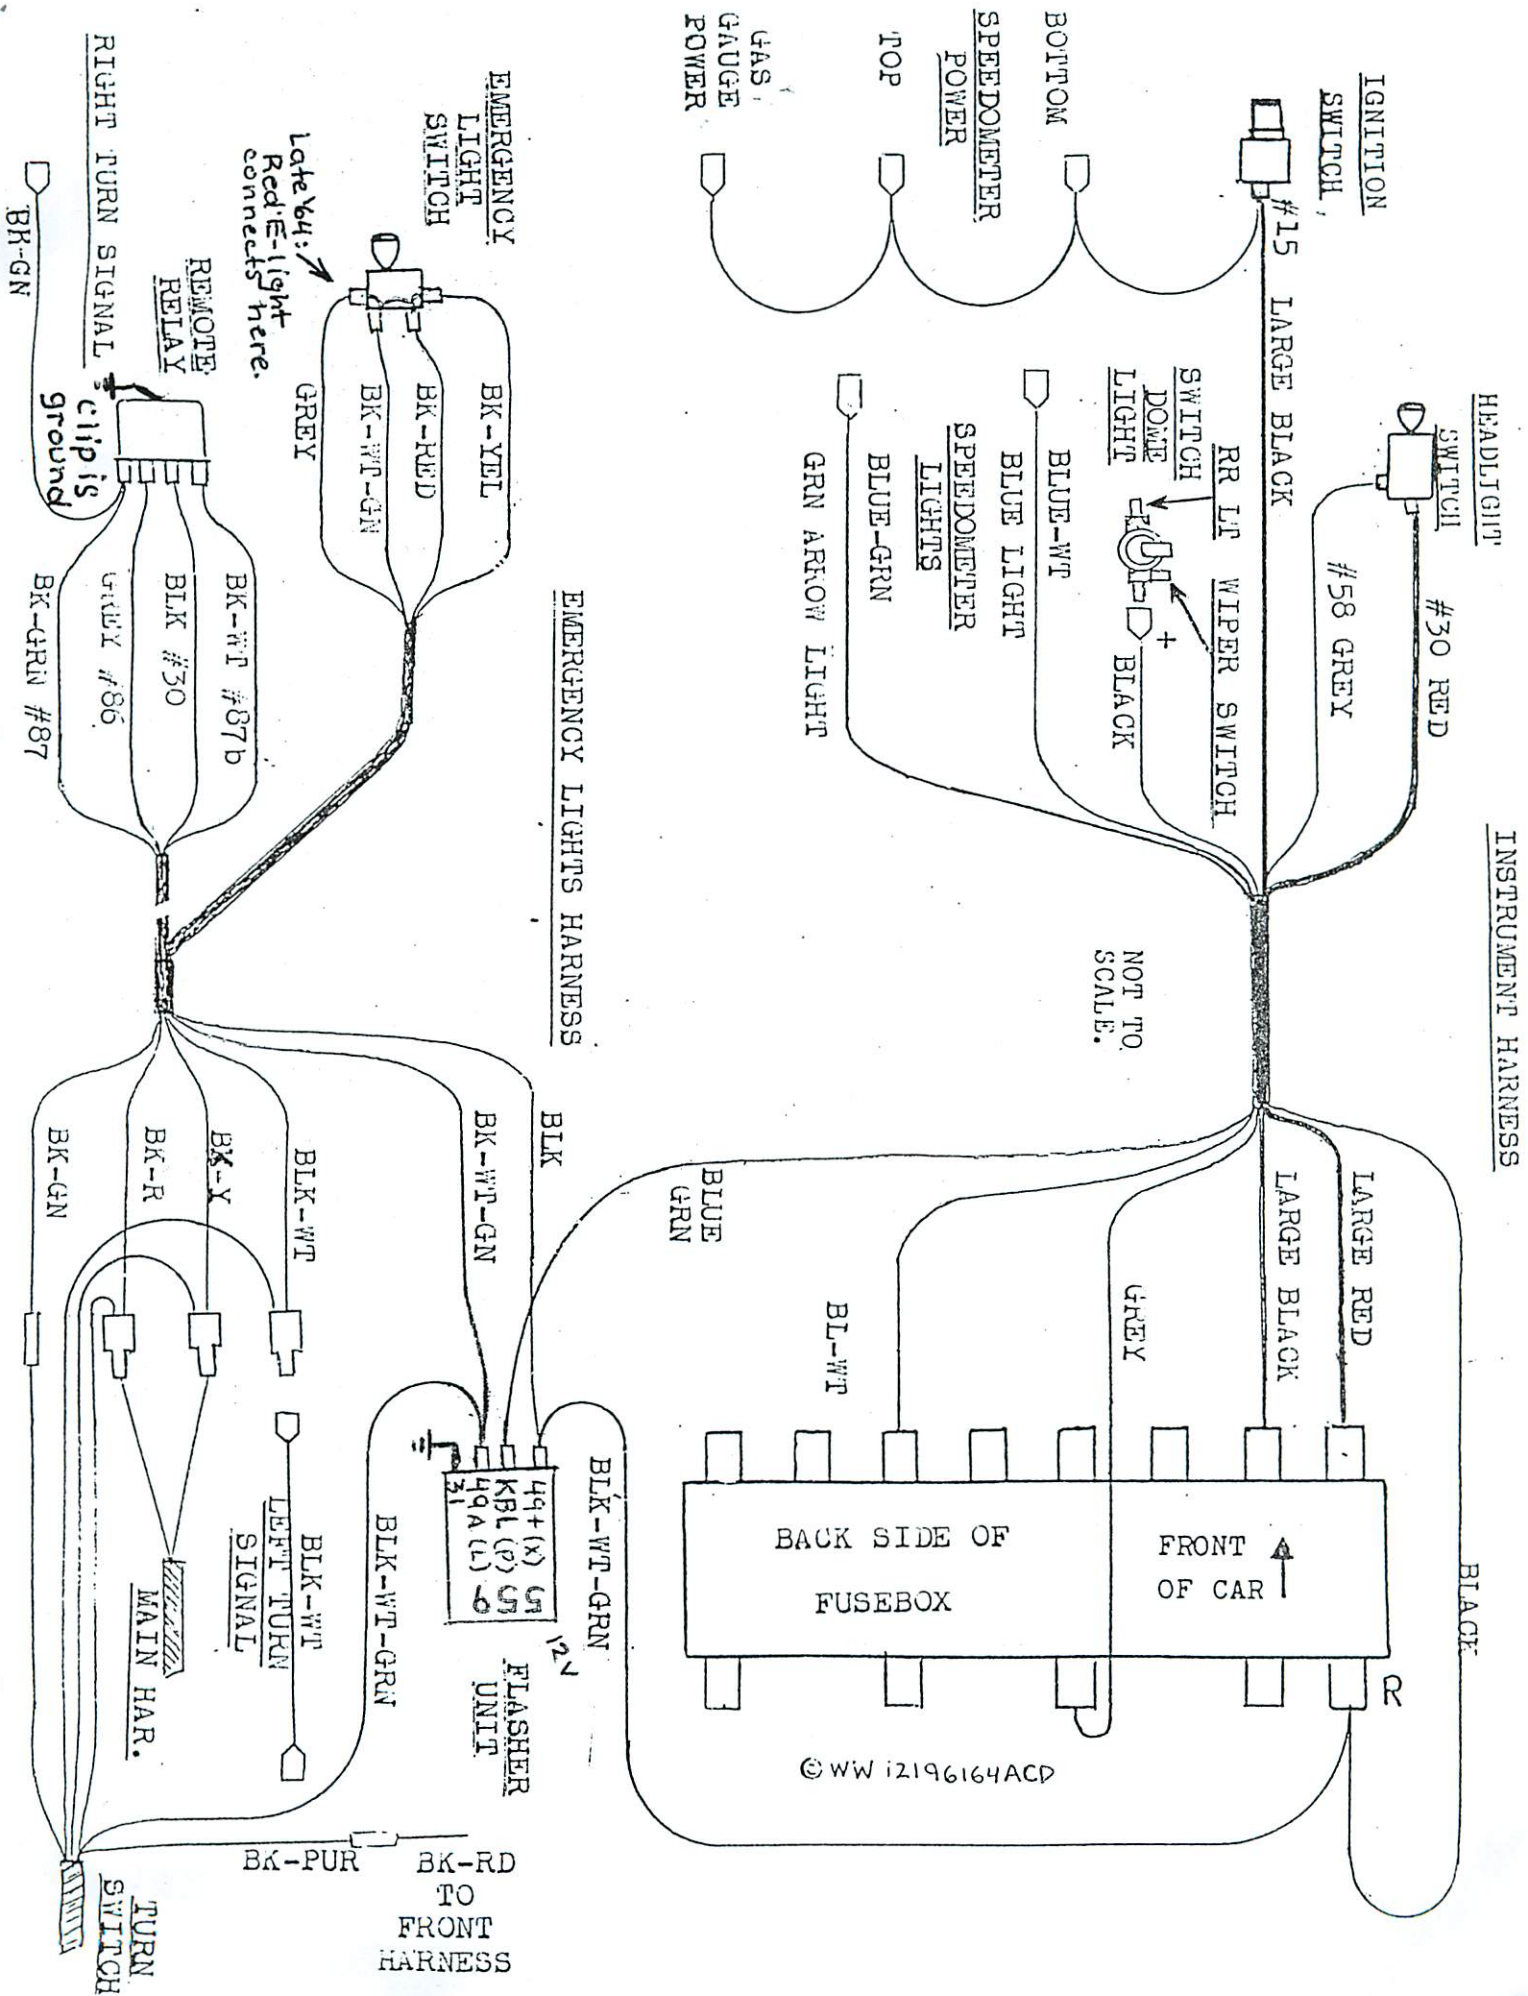 INSTRUMENT HARNESS
HEADLIGHT
SWITCH
#30 RED
#58 GREY
IGNITION
SWITCH
#15 LARGE BLACK
RR LT WIPER SWITCH
SWITCH
DOME
LIGHT
+
BLACK
BOTTOM
SPEEDOMETER
POWER
TOP
GAS
GAUGE
POWER
BLUE-WT
BLUE LIGHT
SPEEDOMETER
LIGHTS
BLUE-GRN
GRN ARROW LIGHT
NOT TO
SCALE.
LARGE RED
LARGE BLACK
GREY
BL-WT
BLUE
GRN
BLACK
FRONT
OF CAR
BACK SIDE OF
FUSEBOX
R
©WW i2196164ACD
EMERGENCY LIGHTS HARNESS
EMERGENCY
LIGHT
SWITCH
Late '64:
Red E-light
connects here.
BK-YEL
BK-RED
BK-WT-GN
GREY
REMOTE
RELAY
RIGHT TURN SIGNAL
clip is
ground
BK-GN
BK-WT #87b
BLK #30
GREY #86
BK-GRN #87
BLK
BK-WT-GN
BLK-WT
BK-Y
BK-R
BK-GN
BLK-WT-GRN
49+(X)
KBL (P)
49A (L)
31
559
12V
FLASHER
UNIT
BLK-WT-GRN
BLK-WT
LEFT TURN
SIGNAL
MAIN HAR.
BK-PUR
BK-RD
TO
FRONT
HARNESS
TURN
SWITCH